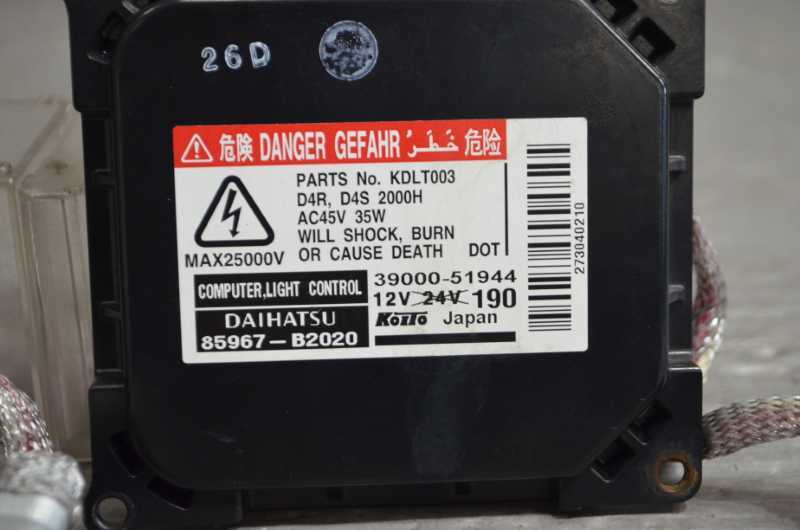 26D
危険 DANGER GEFAHR خَطَرٌ 危险
PARTS No. KDLT003
D4R, D4S 2000H
AC45V 35W
WILL SHOCK, BURN
OR CAUSE DEATH DOT
MAX25000V
273040210
COMPUTER,LIGHT CONTROL
39000-51944
12V 24V 190
DAIHATSU
85967-B2020
KOITO Japan